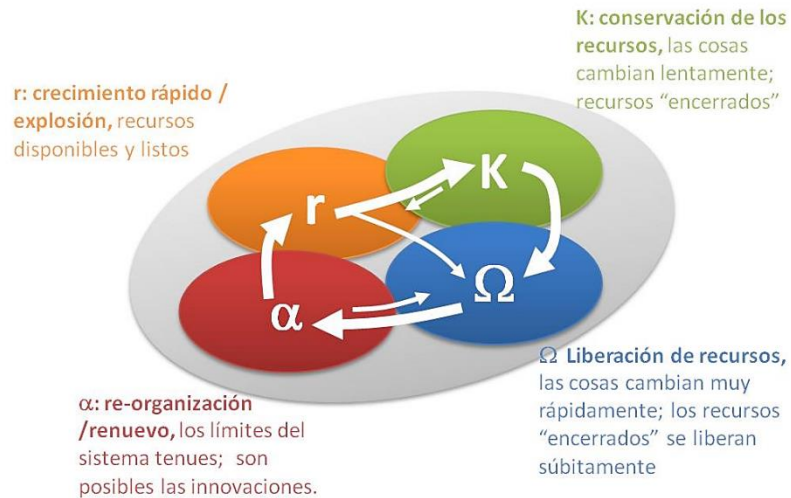 K: conservación de los
recursos, las cosas
cambian lentamente;
recursos “encerrados”
r: crecimiento rápido /
explosión, recursos
disponibles y listos
r
K
α
Ω
Ω Liberación de recursos,
las cosas cambian muy
rápidamente; los recursos
“encerrados” se liberan
súbitamente
α: re-organización
/renuevo, los límites del
sistema tenues; son
posibles las innovaciones.